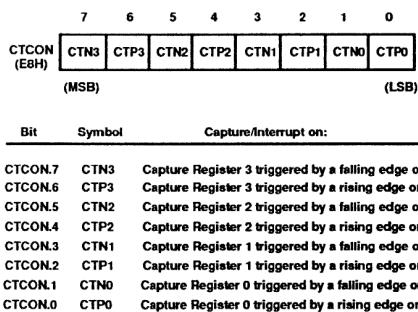 7 6 5 4 3 2 1 0
CTCON (E8H) CTN3 CTP3 CTN2 CTP2 CTN1 CTP1 CTN0 CTP0
(MSB) (LSB)
Bit Symbol Capture/Interrupt on:
CTCON.7 CTN3 Capture Register 3 triggered by a falling edge o
CTCON.6 CTP3 Capture Register 3 triggered by a rising edge o
CTCON.5 CTN2 Capture Register 2 triggered by a falling edge o
CTCON.4 CTP2 Capture Register 2 triggered by a rising edge o
CTCON.3 CTN1 Capture Register 1 triggered by a falling edge o
CTCON.2 CTP1 Capture Register 1 triggered by a rising edge o
CTCON.1 CTN0 Capture Register 0 triggered by a falling edge o
CTCON.0 CTP0 Capture Register 0 triggered by a rising edge o